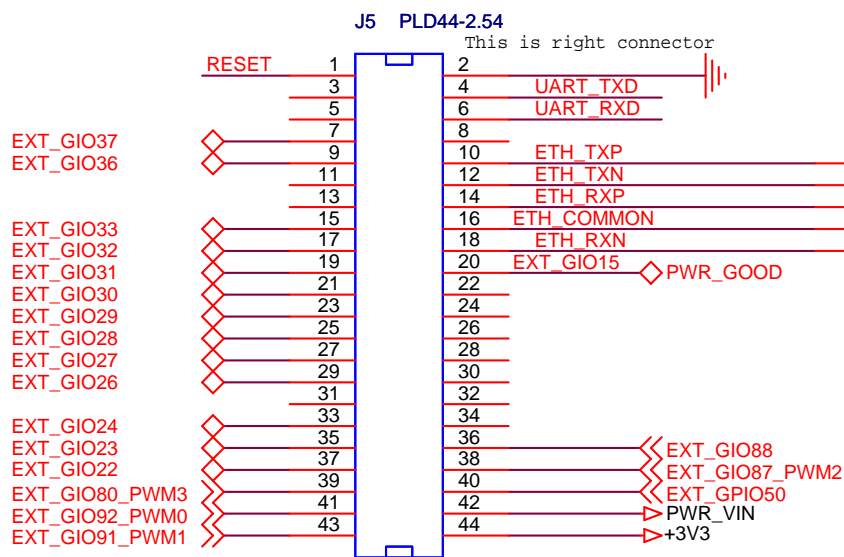 J5 PLD44-2.54
This is right connector
RESET 1 2
3 4 UART_TXD
5 6 UART_RXD
EXT_GIO37 7 8
EXT_GIO36 9 10 ETH_TXP
11 12 ETH_TXN
13 14 ETH_RXP
EXT_GIO33 15 16 ETH_COMMON
EXT_GIO32 17 18 ETH_RXN
EXT_GIO31 19 20 EXT_GIO15 PWR_GOOD
EXT_GIO30 21 22
EXT_GIO29 23 24
EXT_GIO28 25 26
EXT_GIO27 27 28
EXT_GIO26 29 30
31 32
EXT_GIO24 33 34
EXT_GIO23 35 36 EXT_GIO88
EXT_GIO22 37 38 EXT_GIO87_PWM2
EXT_GIO80_PWM3 39 40 EXT_GPIO50
EXT_GIO92_PWM0 41 42 PWR_VIN
EXT_GIO91_PWM1 43 44 +3V3